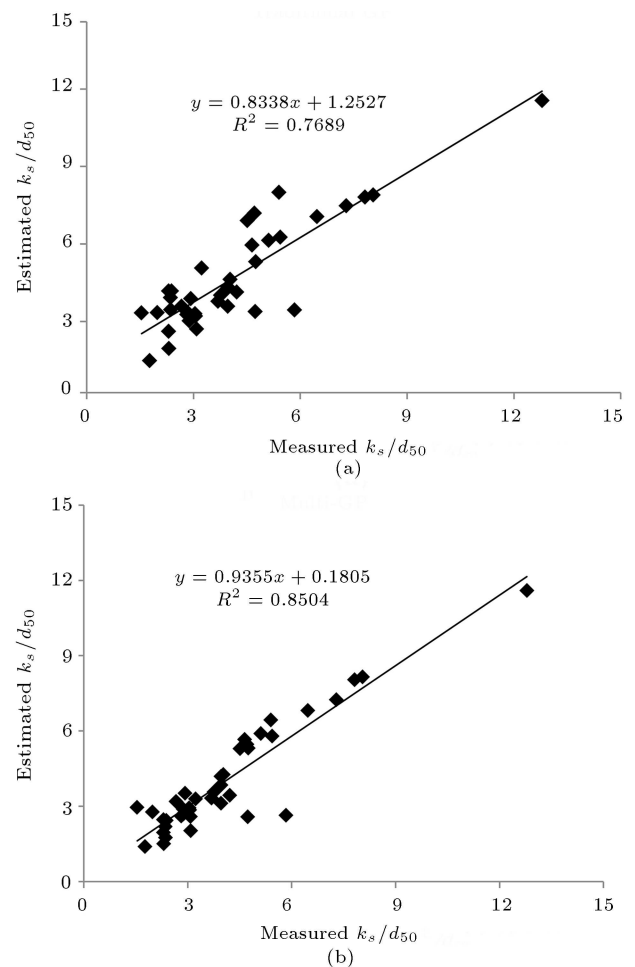 15
12
9
6
3
0
Estimated k_s/d_50
y = 0.8338x + 1.2527
R² = 0.7689
0 3 6 9 12 15
Measured k_s/d_50
(a)
15
12
9
6
3
0
Estimated k_s/d_50
y = 0.9355x + 0.1805
R² = 0.8504
0 3 6 9 12 15
Measured k_s/d_50
(b)